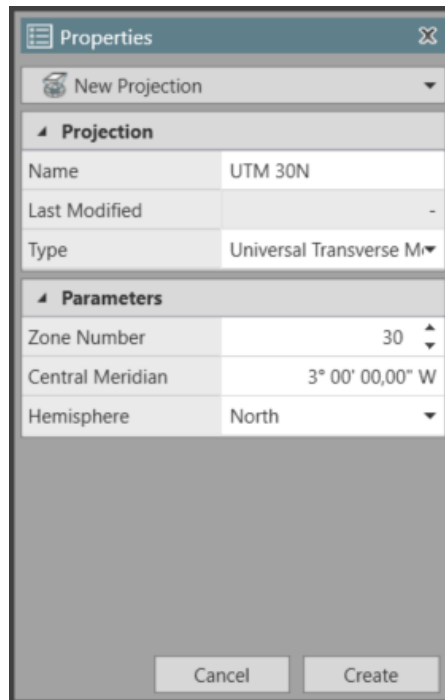 Properties
New Projection
Projection
Name UTM 30N
Last Modified -
Type Universal Transverse
Parameters
Zone Number 30
Central Meridian 3° 00' 00,00" W
Hemisphere North
Cancel Create